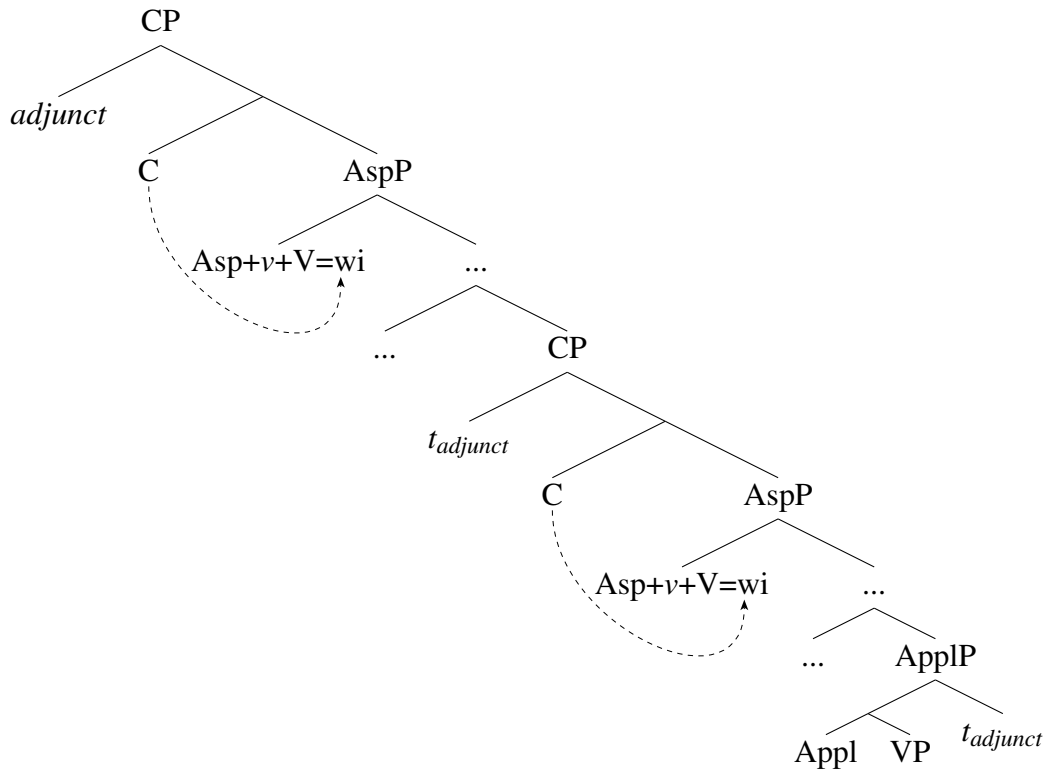 CP
adjunct
C AspP
Asp+v+V=wi ...
... CP
t_adjunct
C AspP
Asp+v+V=wi ...
... ApplP
Appl VP t_adjunct